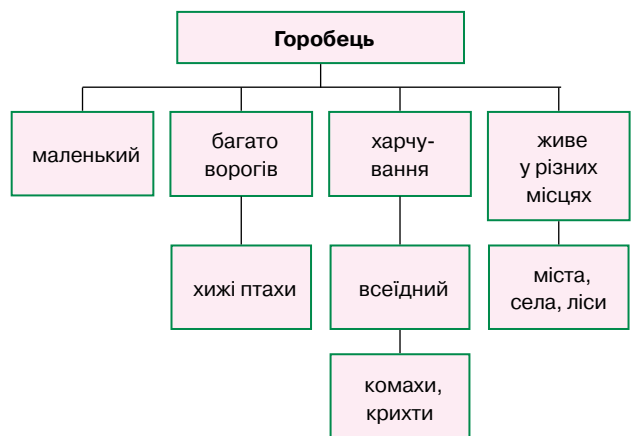 Горобець
маленький
багато
ворогів
харчу-
вання
живе
у різних
місцях
хижі птахи
всеїдний
міста,
села, ліси
комахи,
крихти